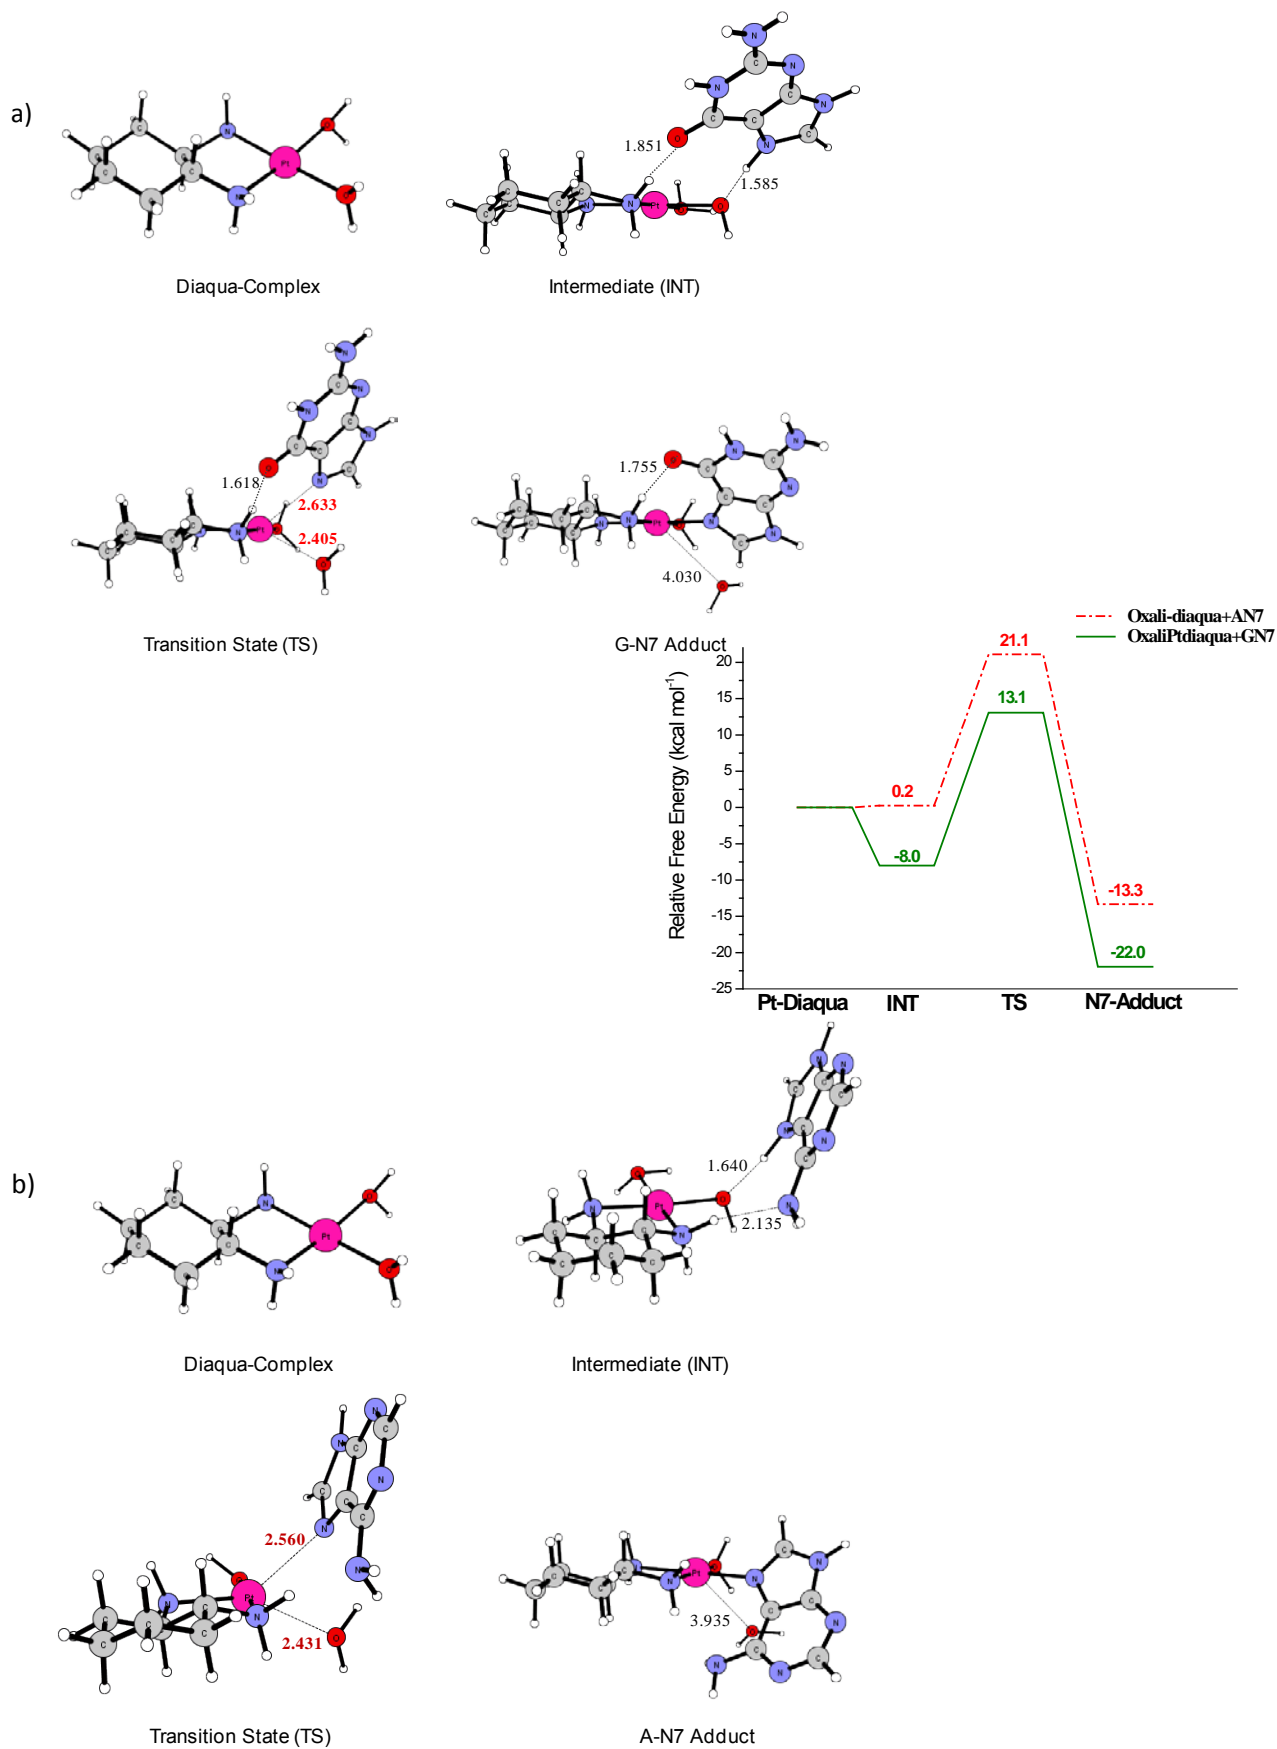 a)
1.851
1.585
Diaqua-Complex
Intermediate (INT)
1.618
2.633
2.405
1.755
4.030
Transition State (TS)
G-N7 Adduct
Oxali-diaqua+AN7
OxaliPtdiaqua+GN7
Relative Free Energy (kcal mol⁻¹)
20
15
10
5
0
-5
-10
-15
-20
-25
21.1
13.1
0.2
-8.0
-13.3
-22.0
Pt-Diaqua INT TS N7-Adduct
b)
1.640
2.135
Diaqua-Complex
Intermediate (INT)
2.560
2.431
3.935
Transition State (TS)
A-N7 Adduct